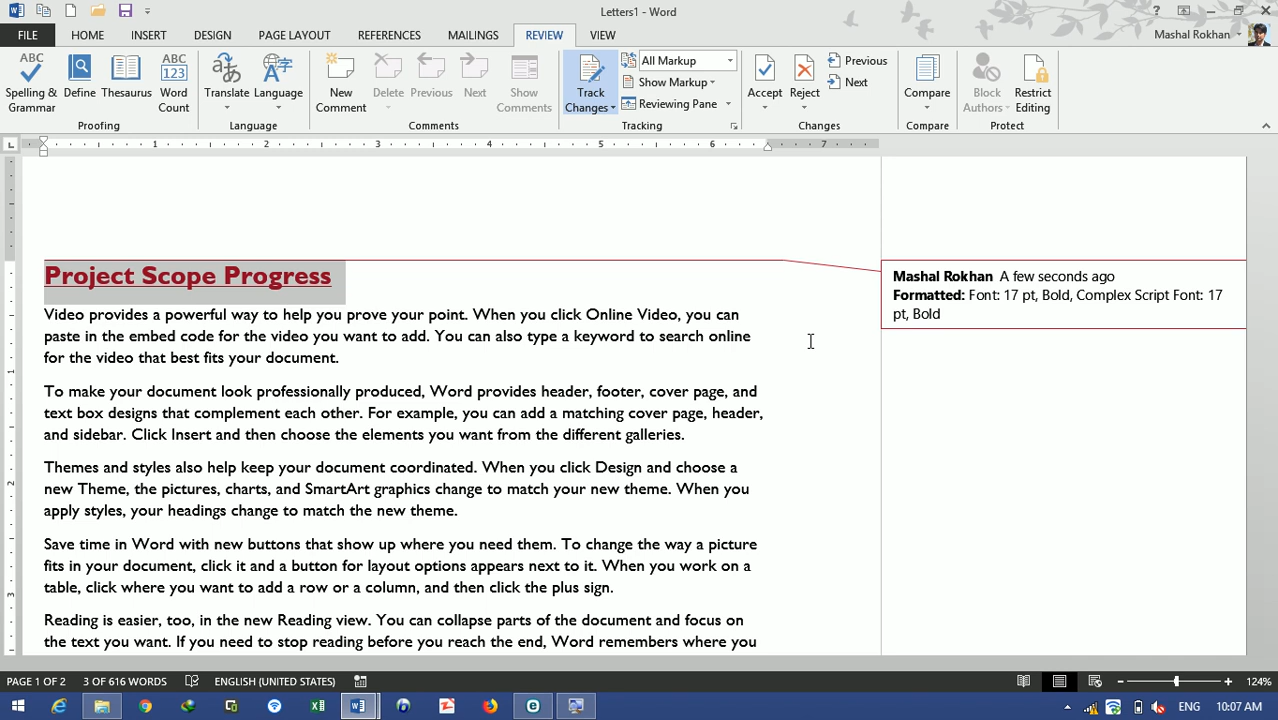 Letters1 - Word
FILE HOME INSERT DESIGN PAGE LAYOUT REFERENCES MAILINGS REVIEW VIEW Mashal Rokhan
ABC ABC 123
Spelling & Grammar Define Thesaurus Word Count Translate Language New Comment Delete Previous Next Show Comments Track Changes All Markup Show Markup Reviewing Pane Accept Reject Previous Next Compare Block Authors Restrict Editing
Proofing Language Comments Tracking Changes Compare Protect
1 2 3 4 5 6 7
Project Scope Progress
Video provides a powerful way to help you prove your point. When you click Online Video, you can
paste in the embed code for the video you want to add. You can also type a keyword to search online
for the video that best fits your document.
To make your document look professionally produced, Word provides header, footer, cover page, and
text box designs that complement each other. For example, you can add a matching cover page, header,
and sidebar. Click Insert and then choose the elements you want from the different galleries.
Themes and styles also help keep your document coordinated. When you click Design and choose a
new Theme, the pictures, charts, and SmartArt graphics change to match your new theme. When you
apply styles, your headings change to match the new theme.
Save time in Word with new buttons that show up where you need them. To change the way a picture
fits in your document, click it and a button for layout options appears next to it. When you work on a
table, click where you want to add a row or a column, and then click the plus sign.
Reading is easier, too, in the new Reading view. You can collapse parts of the document and focus on
the text you want. If you need to stop reading before you reach the end, Word remembers where you
Mashal Rokhan A few seconds ago
Formatted: Font: 17 pt, Bold, Complex Script Font: 17
pt, Bold
1
2
3
PAGE 1 OF 2 3 OF 616 WORDS ENGLISH (UNITED STATES) 124%
ENG 10:07 AM